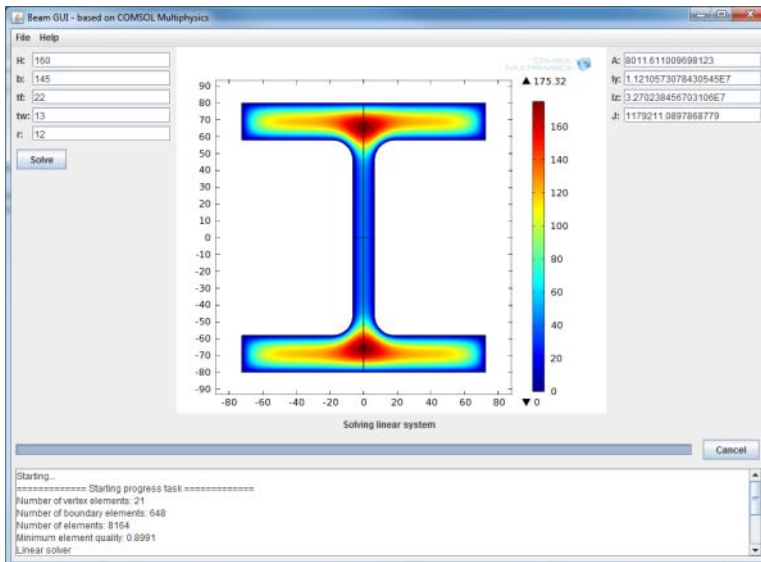 Beam GUI - based on COMSOL Multiphysics
File Help
H: 160
b: 145
tf: 22
tw: 13
r: 12
Solve
COMSOL
MULTIPHYSICS
▲ 175.32
90
80
70
60
50
40
30
20
10
0
-10
-20
-30
-40
-50
-60
-70
-80
-90
-80 -60 -40 -20 0 20 40 60 80
160
140
120
100
80
60
40
20
0
▼ 0
A: 8011.611009698123
Iy: 1.1210573078430545E7
Iz: 3.270238456703106E7
J: 1179211.0897868779
Solving linear system
Cancel
Starting...
============= Starting progress task =============
Number of vertex elements: 21
Number of boundary elements: 648
Number of elements: 8164
Minimum element quality: 0.8991
Linear solver